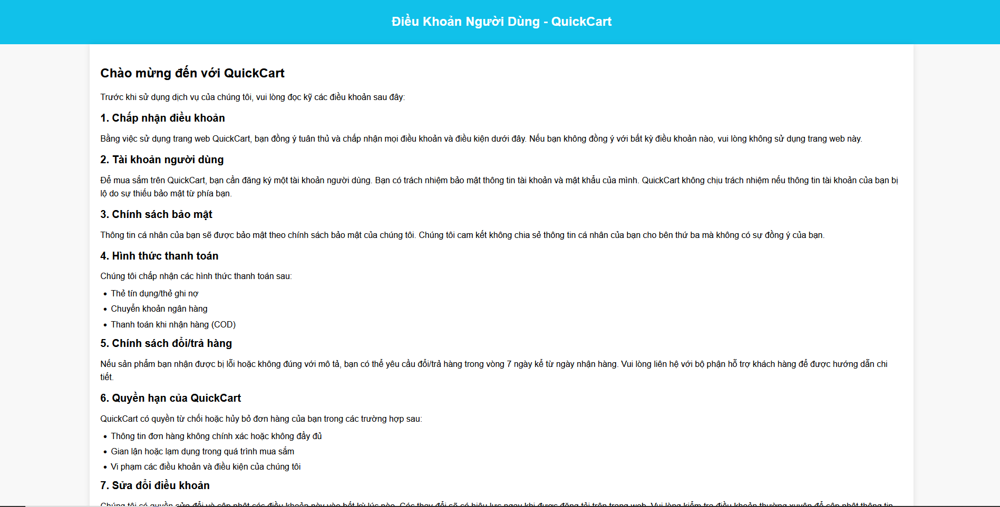 Điều Khoản Người Dùng - QuickCart
Chào mừng đến với QuickCart
Trước khi sử dụng dịch vụ của chúng tôi, vui lòng đọc kỹ các điều khoản sau đây:
1. Chấp nhận điều khoản
Bằng việc sử dụng trang web QuickCart, bạn đồng ý tuân thủ và chấp nhận mọi điều khoản và điều kiện dưới đây. Nếu bạn không đồng ý với bất kỳ điều khoản nào, vui lòng không sử dụng trang web này.
2. Tài khoản người dùng
Để mua sắm trên QuickCart, bạn cần đăng ký một tài khoản người dùng. Bạn có trách nhiệm bảo mật thông tin tài khoản và mật khẩu của mình. QuickCart không chịu trách nhiệm nếu thông tin tài khoản của bạn bị
lộ do sự thiếu bảo mật từ phía bạn.
3. Chính sách bảo mật
Thông tin cá nhân của bạn sẽ được bảo mật theo chính sách bảo mật của chúng tôi. Chúng tôi cam kết không chia sẻ thông tin cá nhân của bạn cho bên thứ ba mà không có sự đồng ý của bạn.
4. Hình thức thanh toán
Chúng tôi chấp nhận các hình thức thanh toán sau:
• Thẻ tín dụng/thẻ ghi nợ
• Chuyển khoản ngân hàng
• Thanh toán khi nhận hàng (COD)
5. Chính sách đổi/trả hàng
Nếu sản phẩm bạn nhận được bị lỗi hoặc không đúng với mô tả, bạn có thể yêu cầu đổi/trả hàng trong vòng 7 ngày kể từ ngày nhận hàng. Vui lòng liên hệ với bộ phận hỗ trợ khách hàng để được hướng dẫn chi
tiết.
6. Quyền hạn của QuickCart
QuickCart có quyền từ chối hoặc hủy bỏ đơn hàng của bạn trong các trường hợp sau:
• Thông tin đơn hàng không chính xác hoặc không đầy đủ
• Gian lận hoặc lạm dụng trong quá trình mua sắm
• Vi phạm các điều khoản và điều kiện của chúng tôi
7. Sửa đổi điều khoản
Chúng tôi có quyền sửa đổi và cập nhật các điều khoản này vào bất kỳ lúc nào. Các thay đổi sẽ có hiệu lực ngay khi được đăng tải trên trang web. Vui lòng kiểm tra điều khoản thường xuyên để cập nhật thông tin